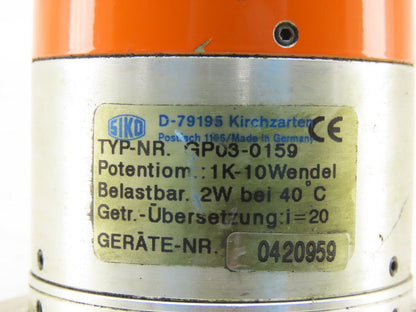 SIKO D-79195 Kirchzarten CE
Postfach 1106/Made in Germany
TYP-NR. GP03-0159
Potentiom.: 1K-10Wendel
Belastbar. 2W bei 40°C
Getr.-Übersetzung:i=20
GERÄTE-NR. 0420959